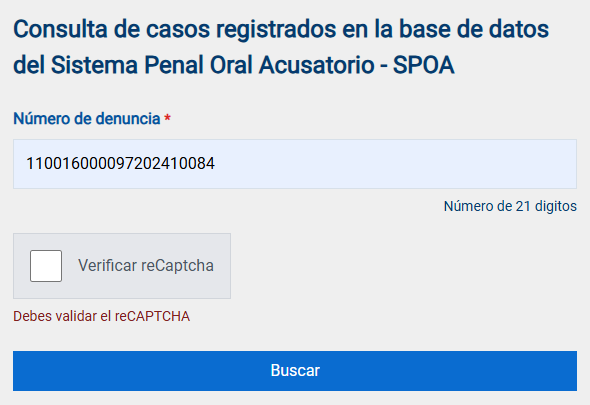 Consulta de casos registrados en la base de datos
del Sistema Penal Oral Acusatorio - SPOA
Número de denuncia *
110016000097202410084
Número de 21 digitos
Verificar reCaptcha
Debes validar el reCAPTCHA
Buscar